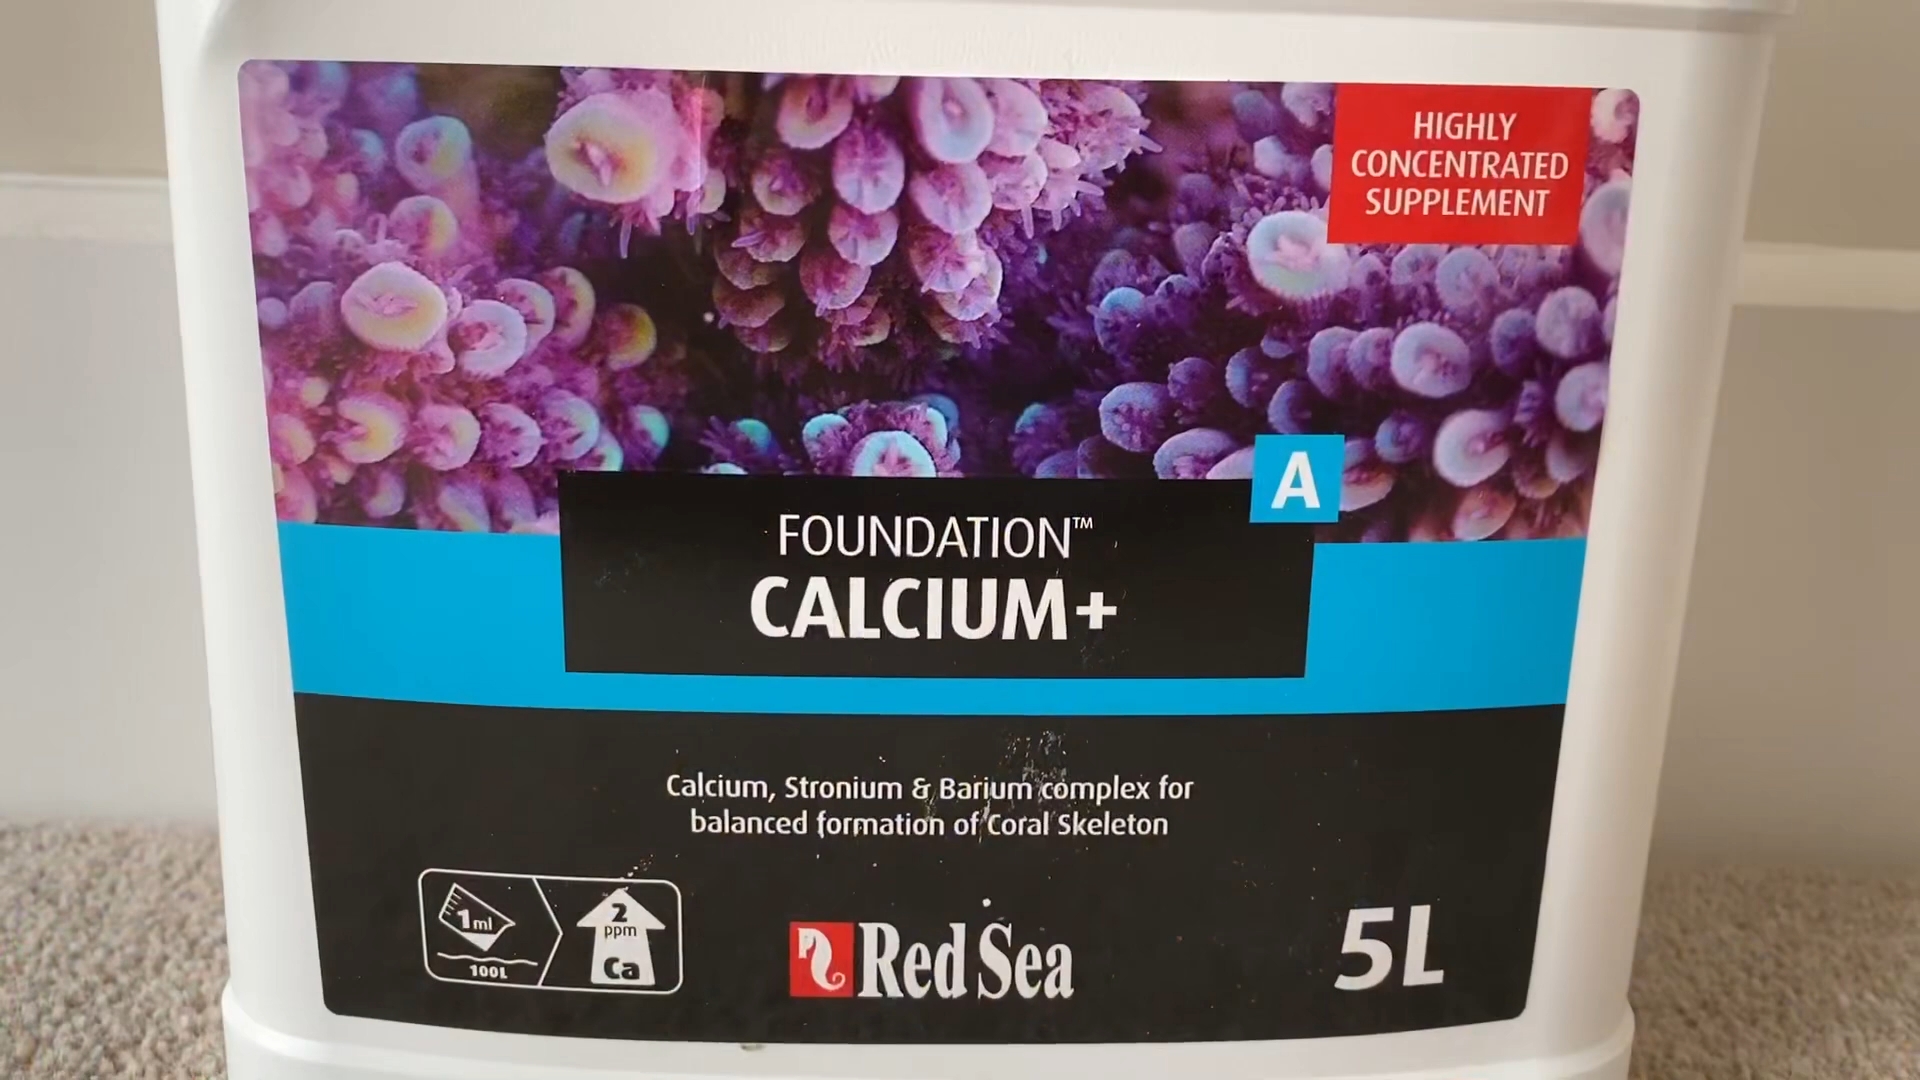 HIGHLY
CONCENTRATED
SUPPLEMENT
A
FOUNDATION™
CALCIUM+
Calcium, Stronium & Barium complex for
balanced formation of Coral Skeleton
1ml
100L
2
ppm
Ca
Red Sea
5L